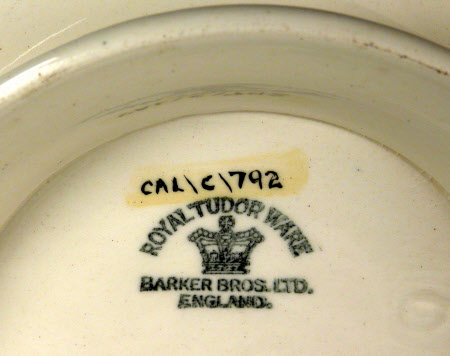 CAL\C\792
ROYAL TUDOR WARE
BARKER BROS. LTD.
ENGLAND.